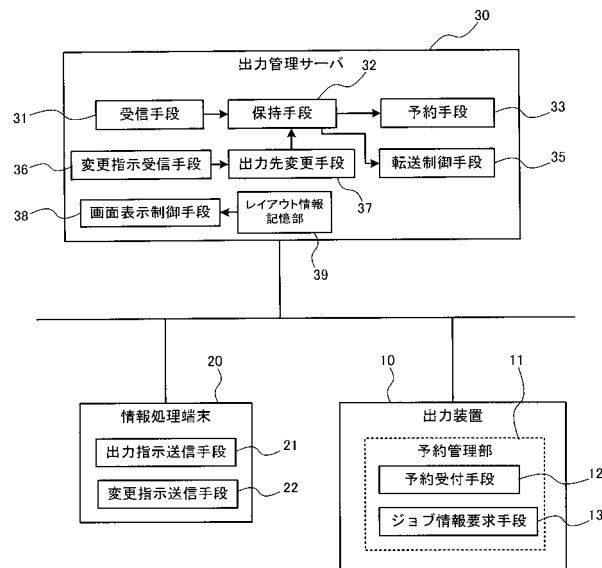 30
出力管理サーバ
32
31
受信手段
保持手段
予約手段
33
36
変更指示受信手段
出力先変更手段
転送制御手段
35
37
38
画面表示制御手段
レイアウト情報
記憶部
39
20
情報処理端末
出力指示送信手段
21
変更指示送信手段
22
10
11
出力装置
予約管理部
予約受付手段
12
ジョブ情報要求手段
13